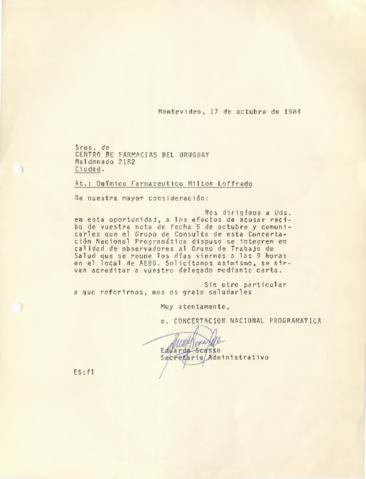 Montevideo, 17 de octubre de 1984
Sres. de
CENTRO DE FARMACIAS DEL URUGUAY
Maldonado 2182
Ciudad.
At.: Químico Farmaceutico Milton Loffredo
De nuestra mayor consideración:
Nos dirigimos a Uds.
en esta oportunidad, a los efectos de acusar reci-
bo de vuestra nota de fecha 5 de octubre y comuni-
carles que el Grupo de Consulta de esta Concerta-
ción Nacional Programática dispuso se integren en
calidad de observadores al Grupo de Trabajo de
Salud que se reune los días viernes a las 9 horas
en el local de AEBU. Solicitamos asimismo, se sir-
van acreditar a vuestro delegado mediante carta.
Sin otro particular
a que referirnos, nos es grato saludarles
Muy atentamente,
p. CONCERTACION NACIONAL PROGRAMATICA
Eduardo
Secretario Administrativo
ES:f1